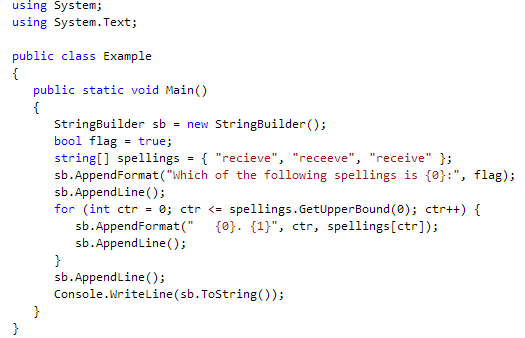 using System;
using System.Text;
public class Example
{
public static void Main()
{
StringBuilder sb = new StringBuilder();
bool flag = true;
string[] spellings = { "recieve", "receeve", "receive" };
sb.AppendFormat("Which of the following spellings is {0}:", flag);
sb.AppendLine();
for (int ctr = 0; ctr <= spellings.GetUpperBound(0); ctr++) {
sb.AppendFormat("   {0}. {1}", ctr, spellings[ctr]);
sb.AppendLine();
}
sb.AppendLine();
Console.WriteLine(sb.ToString());
}
}